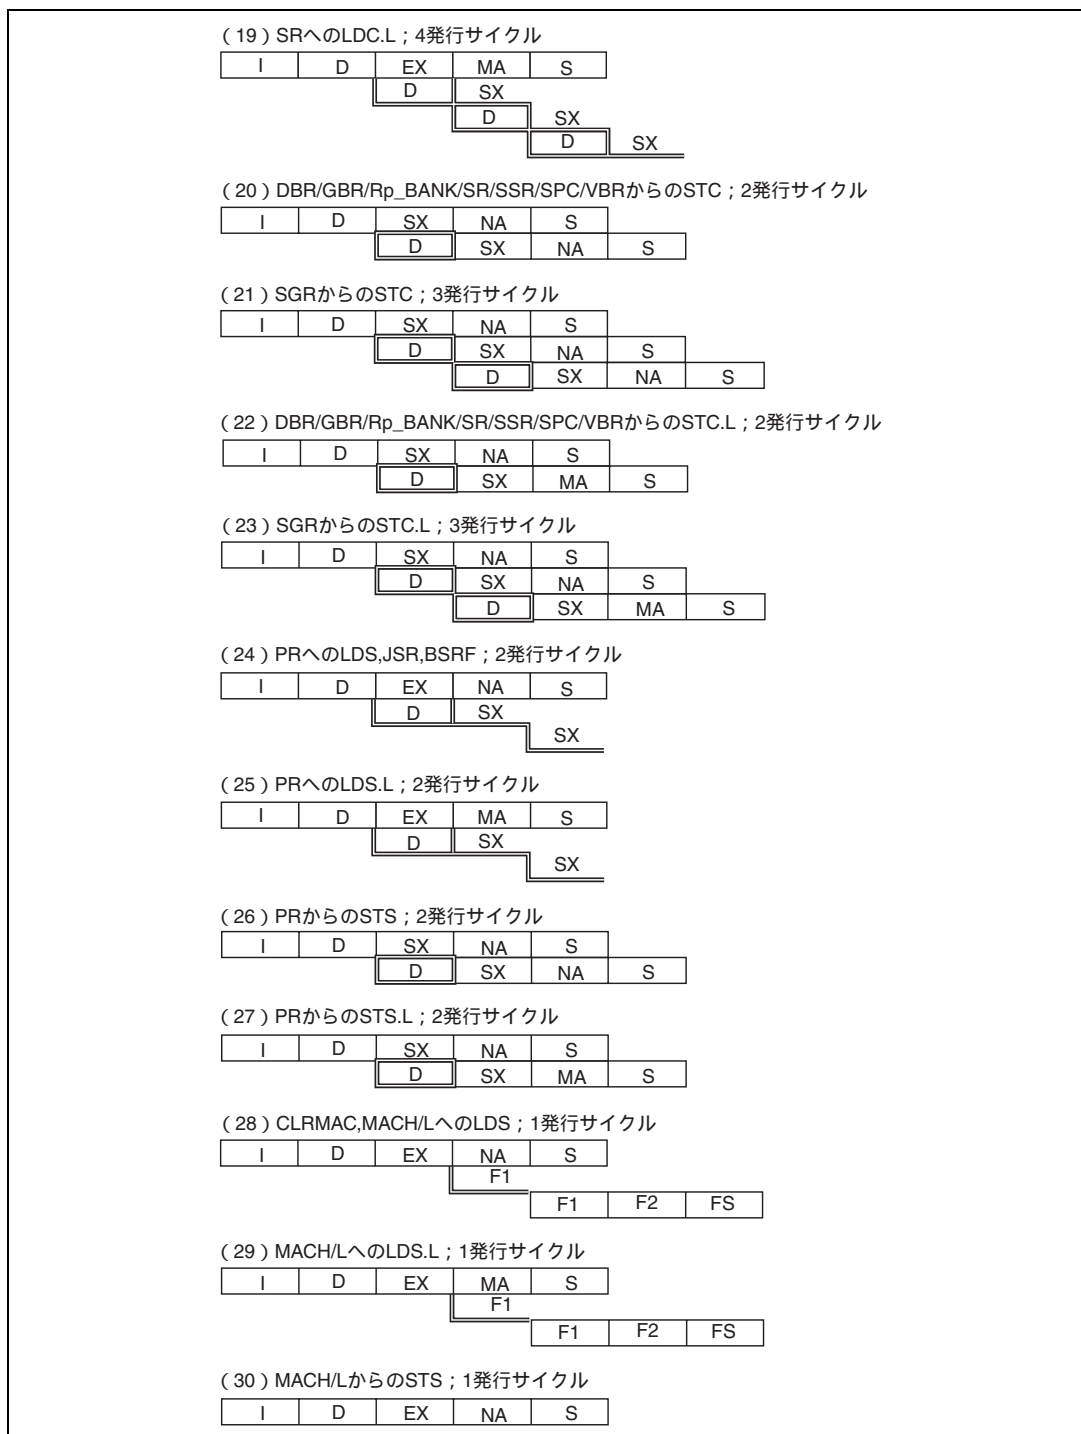 (19)SRへのLDC.L;4発行サイクル
I D EX MA S
D SX
D SX
D SX
(20)DBR/GBR/Rp_BANK/SR/SSR/SPC/VBRからのSTC;2発行サイクル
I D SX NA S
D SX NA S
(21)SGRからのSTC;3発行サイクル
I D SX NA S
D SX NA S
D SX NA S
(22)DBR/GBR/Rp_BANK/SR/SSR/SPC/VBRからのSTC.L;2発行サイクル
I D SX NA S
D SX MA S
(23)SGRからのSTC.L;3発行サイクル
I D SX NA S
D SX NA S
D SX MA S
(24)PRへのLDS,JSR,BSRF;2発行サイクル
I D EX NA S
D SX
SX
(25)PRへのLDS.L;2発行サイクル
I D EX MA S
D SX
SX
(26)PRからのSTS;2発行サイクル
I D SX NA S
D SX NA S
(27)PRからのSTS.L;2発行サイクル
I D SX NA S
D SX MA S
(28)CLRMAC,MACH/LへのLDS;1発行サイクル
I D EX NA S
F1
F1 F2 FS
(29)MACH/LへのLDS.L;1発行サイクル
I D EX MA S
F1
F1 F2 FS
(30)MACH/LからのSTS;1発行サイクル
I D EX NA S